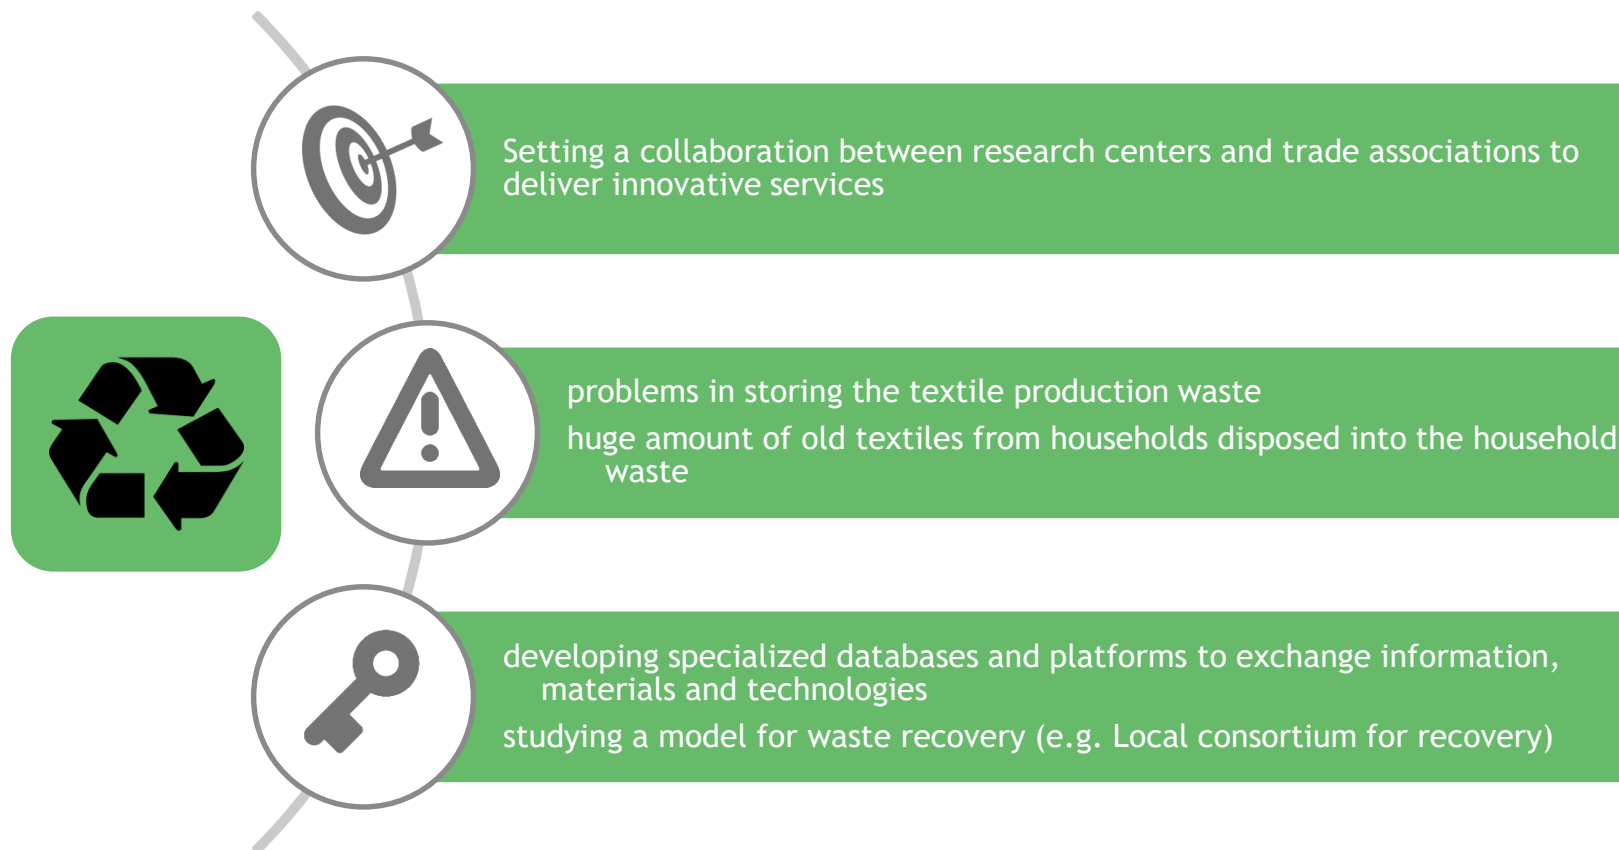 Setting a collaboration between research centers and trade associations to
deliver innovative services
problems in storing the textile production waste
huge amount of old textiles from households disposed into the household
waste
developing specialized databases and platforms to exchange information,
materials and technologies
studying a model for waste recovery (e.g. Local consortium for recovery)